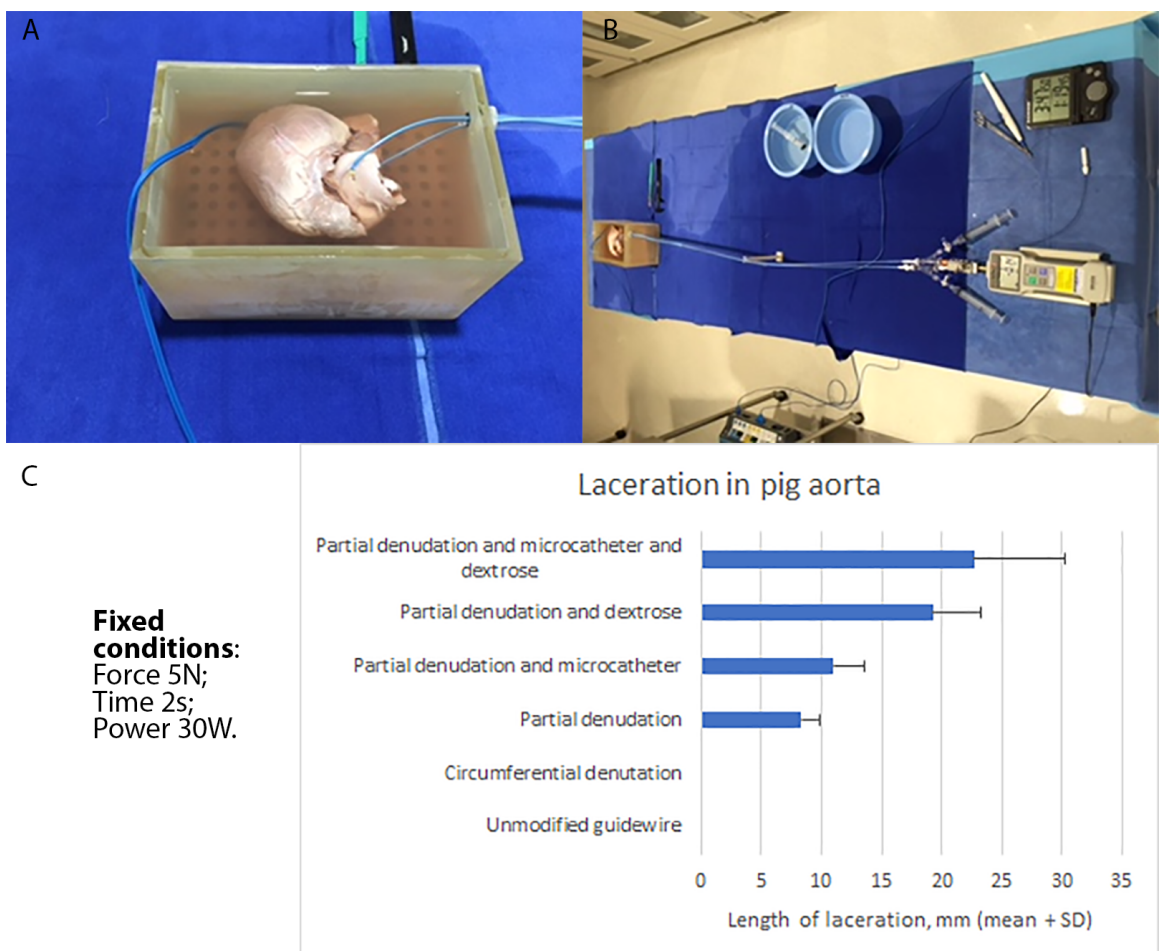 A
B
C
Laceration in pig aorta
Partial denudation and microcatheter and
dextrose
Partial denudation and dextrose
Partial denudation and microcatheter
Partial denudation
Circumferential denutation
Unmodified guidewire
Fixed
conditions:
Force 5N;
Time 2s;
Power 30W.
0 5 10 15 20 25 30 35
Length of laceration, mm (mean + SD)